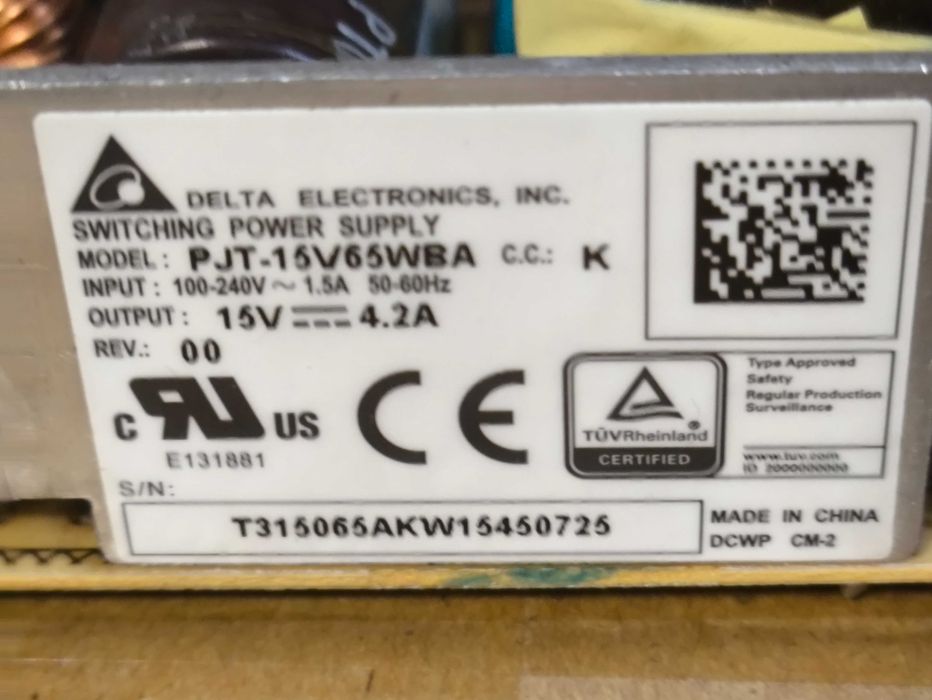 DELTA ELECTRONICS, INC.
SWITCHING POWER SUPPLY
MODEL: PJT-15V65WBA C.C.: K
INPUT: 100-240V ~ 1.5A 50-60Hz
OUTPUT: 15V ⎓ 4.2A
REV.: 00
C RU US
E131881
CE
TÜVRheinland®
CERTIFIED
Type Approved
Safety
Regular Production
Surveillance
www.tuv.com
ID 2000000000
S/N:
T315065AKW15450725
MADE IN CHINA
DCWP CM-2